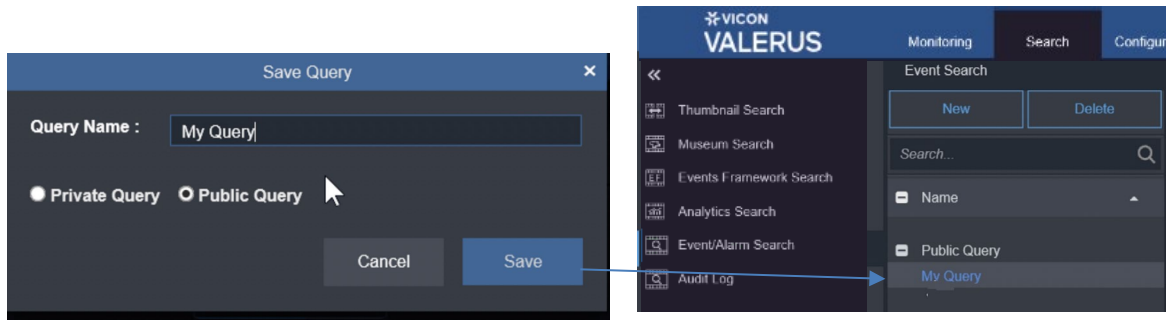 Save Query
Query Name :
My Query
Private Query
Public Query
Cancel
Save
VICON
VALERUS
Monitoring
Search
Configur
Thumbnail Search
Museum Search
Events Framework Search
Analytics Search
Event/Alarm Search
Audit Log
Event Search
New
Delete
Search...
Name
Public Query
My Query